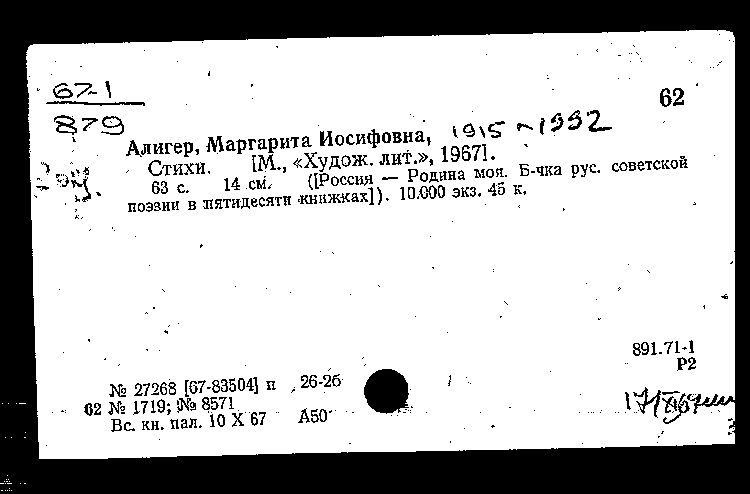 67-1
879
62
Алигер, Маргарита Иосифовна, 1915 ~ 1992
Стихи. [М., «Худож. лит.», 1967].
63 с. 14 см. ([Россия — Родина моя. Б-чка рус. советской
поэзии в пятидесяти книжках]). 10.000 экз. 45 к.
891.71-1
Р2
№ 27268 [67-83504] п 26-2б
62 № 1719; № 8571
Вс. кн. пал. 10 X 67 А50